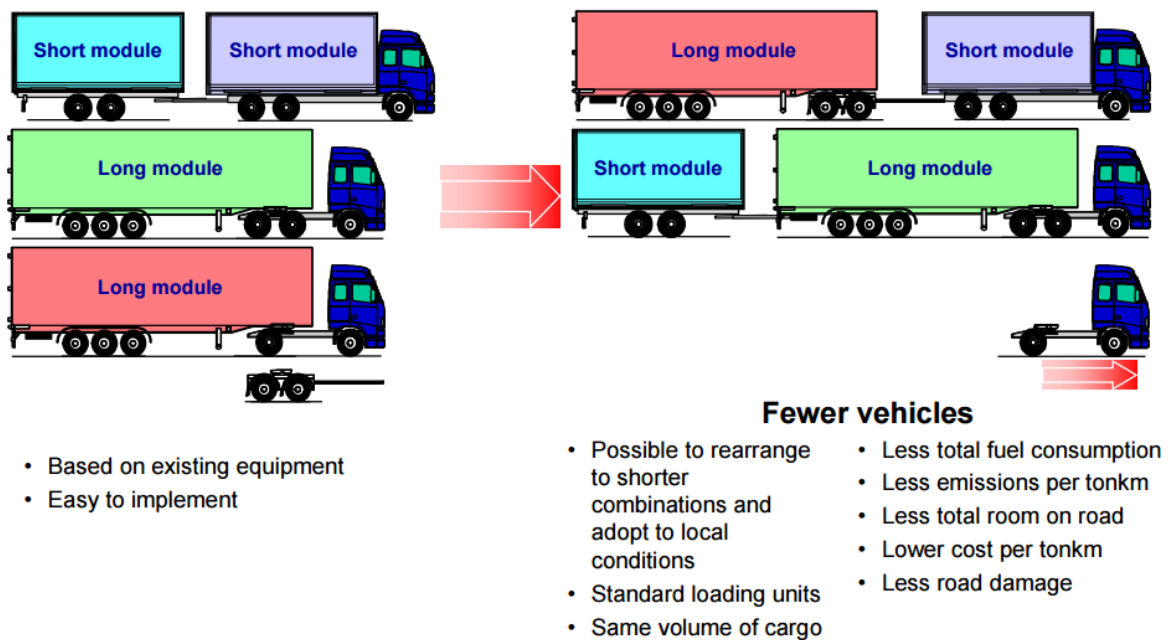 Short module
Short module
Long module
Long module
Long module
Short module
Short module
Long module
• Based on existing equipment
• Easy to implement
Fewer vehicles
• Possible to rearrange
to shorter
combinations and
adopt to local
conditions
• Standard loading units
• Same volume of cargo
• Less total fuel consumption
• Less emissions per tonkm
• Less total room on road
• Lower cost per tonkm
• Less road damage